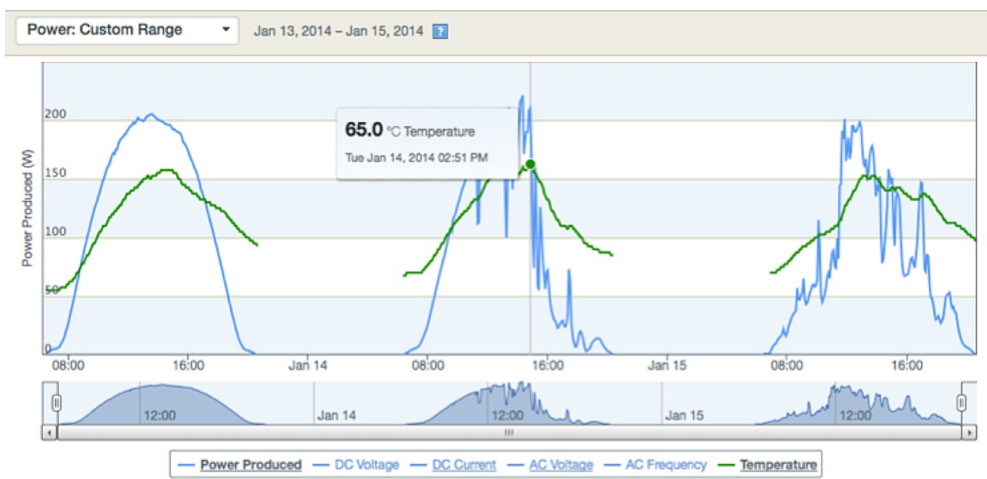 Power: Custom Range
Jan 13, 2014 – Jan 15, 2014 ?
Power Produced (W)
200
150
100
50
0
65.0 °C Temperature
Tue Jan 14, 2014 02:51 PM
08:00 16:00 Jan 14 08:00 16:00 Jan 15 08:00 16:00
12:00 Jan 14 12:00 Jan 15 12:00
Power Produced DC Voltage DC Current AC Voltage AC Frequency Temperature